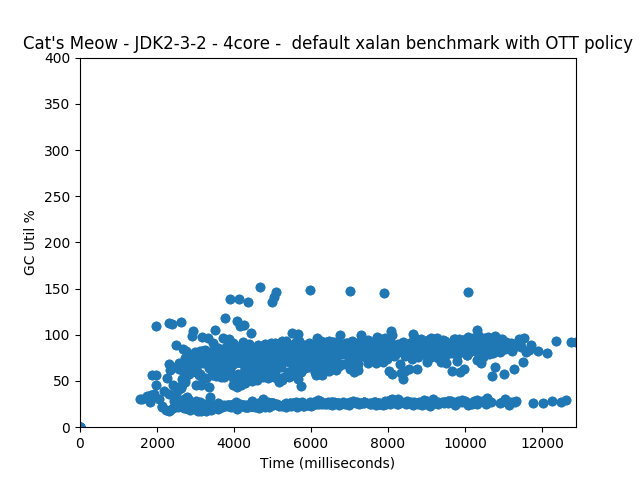 Cat's Meow - JDK2-3-2 - 4core -  default xalan benchmark with OTT policy
400
350
300
250
200
150
100
50
0
GC Util %
0 2000 4000 6000 8000 10000 12000
Time (milliseconds)